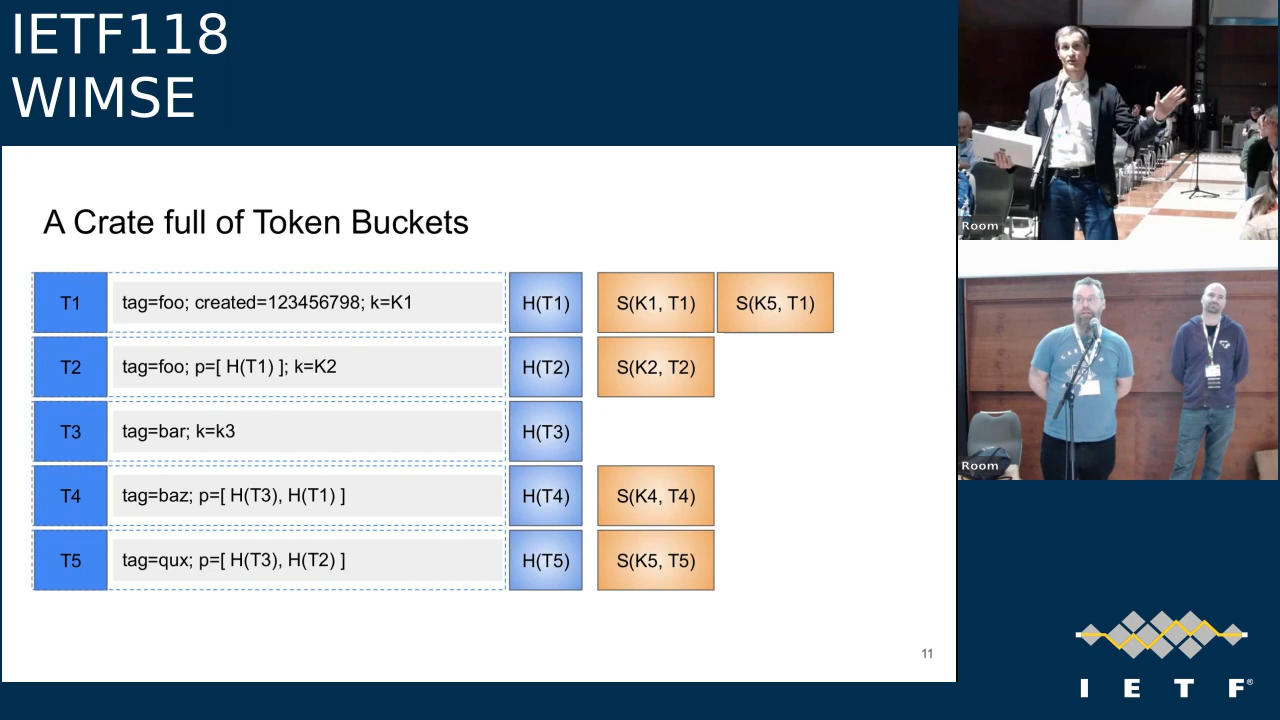 IETF118
WIMSE
A Crate full of Token Buckets
T1 tag=foo; created=123456798; k=K1 H(T1) S(K1, T1) S(K5, T1)
T2 tag=foo; p=[ H(T1) ]; k=K2 H(T2) S(K2, T2)
T3 tag=bar; k=k3 H(T3)
T4 tag=baz; p=[ H(T3), H(T1) ] H(T4) S(K4, T4)
T5 tag=qux; p=[ H(T3), H(T2) ] H(T5) S(K5, T5)
11
Room
Room
I E T F®